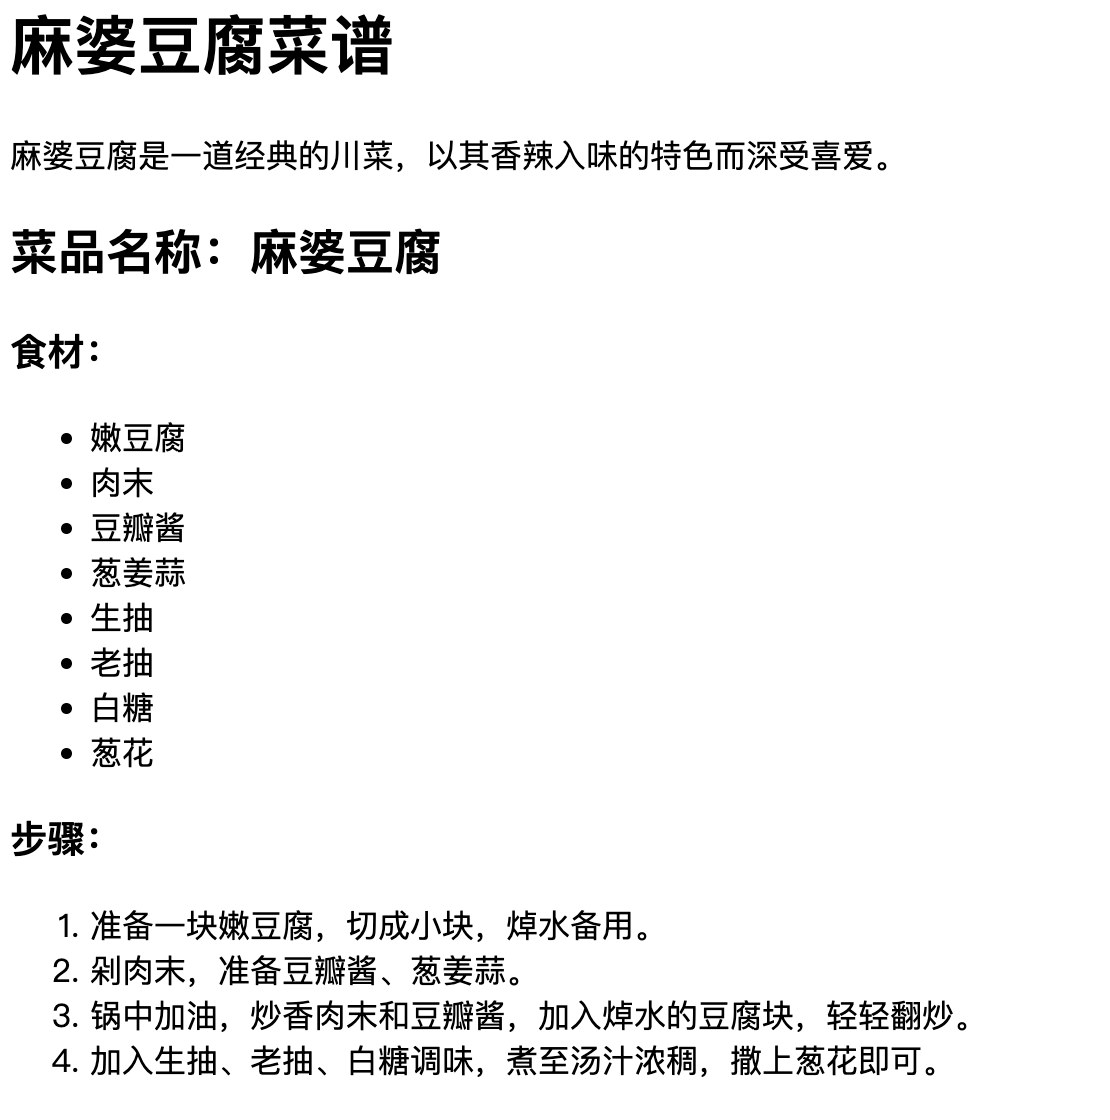 麻婆豆腐菜谱
麻婆豆腐是一道经典的川菜，以其香辣入味的特色而深受喜爱。
菜品名称：麻婆豆腐
食材：
• 嫩豆腐
• 肉末
• 豆瓣酱
• 葱姜蒜
• 生抽
• 老抽
• 白糖
• 葱花
步骤：
1. 准备一块嫩豆腐，切成小块，焯水备用。
2. 剁肉末，准备豆瓣酱、葱姜蒜。
3. 锅中加油，炒香肉末和豆瓣酱，加入焯水的豆腐块，轻轻翻炒。
4. 加入生抽、老抽、白糖调味，煮至汤汁浓稠，撒上葱花即可。